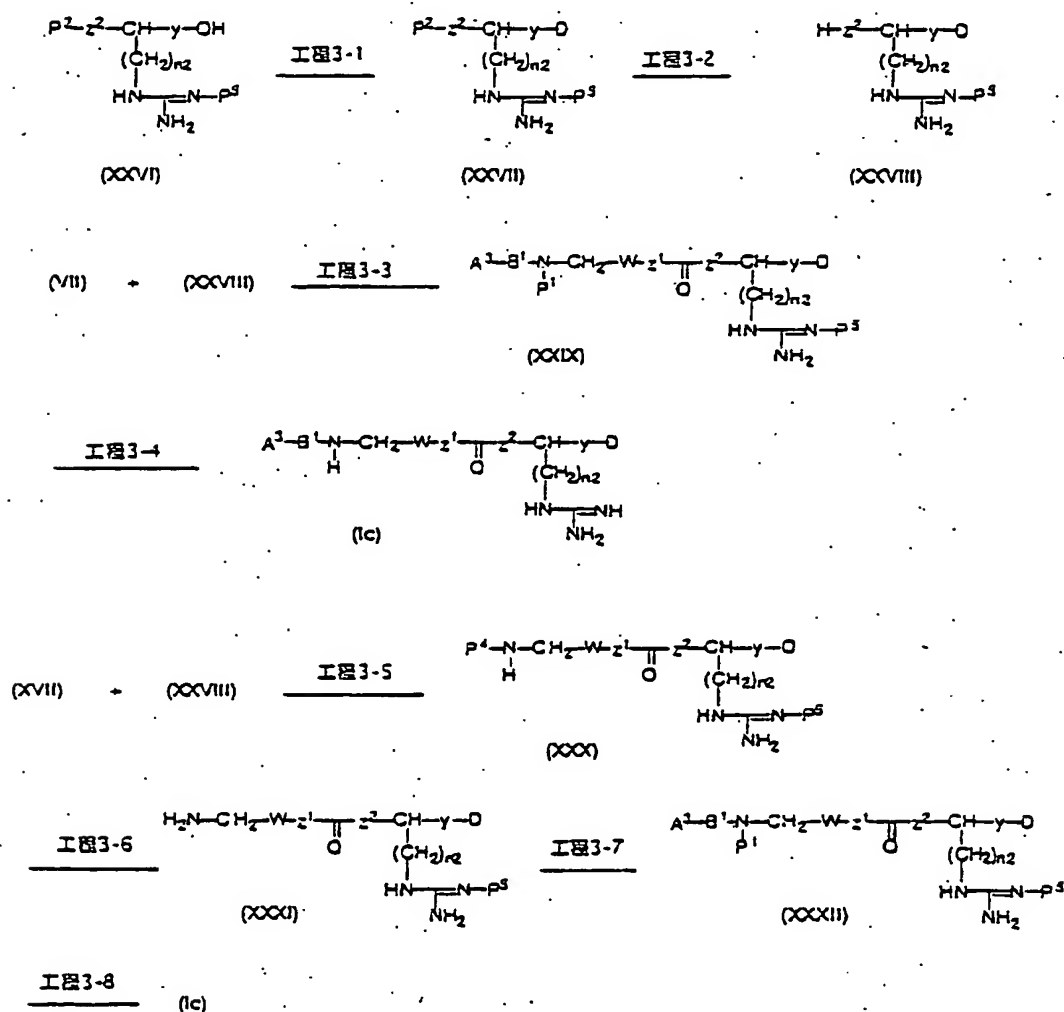 P²—z²—CH—y—OH
(CH₂)n2
HN N—P⁵
NH₂
(XXVI)
工程3-1
P²—z²—CH—y—D
(CH₂)n2
HN N—P⁵
NH₂
(XXVII)
工程3-2
H—z²—CH—y—D
(CH₂)n2
HN N—P⁵
NH₂
(XXVIII)
(VII) + (XXVIII)
工程3-3
A³—B¹—N—CH₂—W—z¹ z²—CH—y—D
P¹ O (CH₂)n2
HN N—P⁵
NH₂
(XXIX)
工程3-4
A³—B¹—N—CH₂—W—z¹ z²—CH—y—D
H O (CH₂)n2
HN NH
NH₂
(Ic)
(XVII) + (XXVIII)
工程3-5
P⁴—N—CH₂—W—z¹ z²—CH—y—D
H O (CH₂)n2
HN N—P⁵
NH₂
(XXX)
工程3-6
H₂N—CH₂—W—z¹ z²—CH—y—D
O (CH₂)n2
HN N—P⁵
NH₂
(XXXI)
工程3-7
A³—B¹—N—CH₂—W—z¹ z²—CH—y—D
P¹ O (CH₂)n2
HN N—P⁵
NH₂
(XXXII)
工程3-8
(Ic)